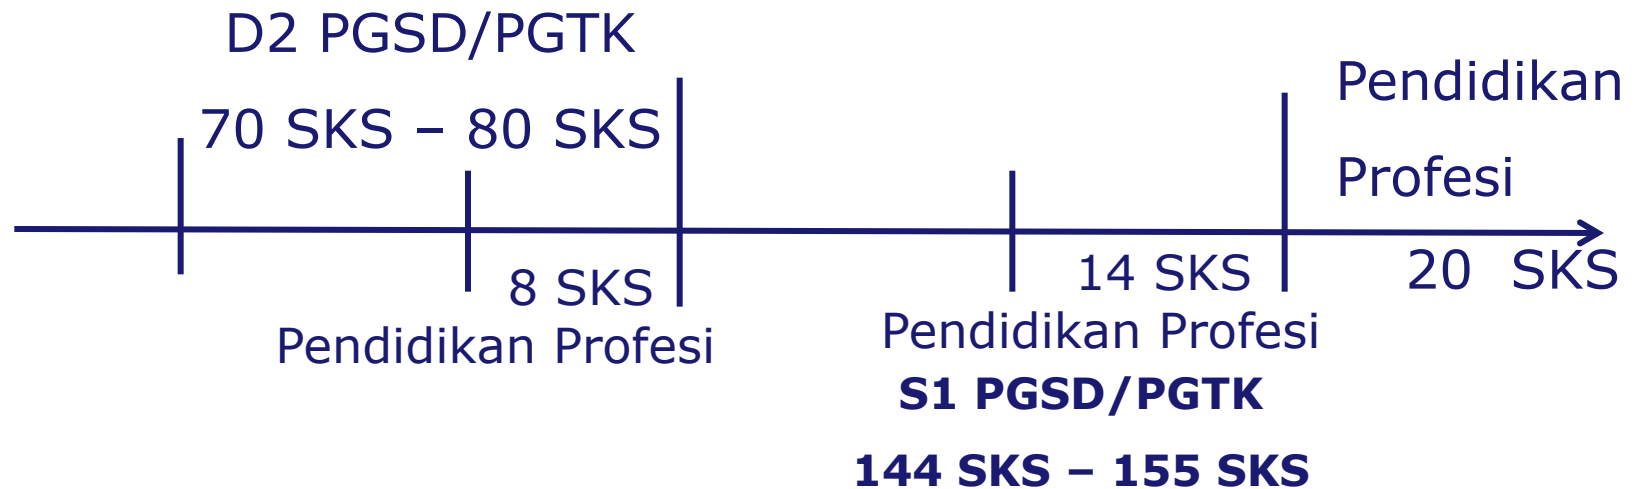 D2 PGSD/PGTK
70 SKS – 80 SKS
8 SKS
Pendidikan Profesi
14 SKS
Pendidikan Profesi
S1 PGSD/PGTK
144 SKS – 155 SKS
Pendidikan
Profesi
20 SKS